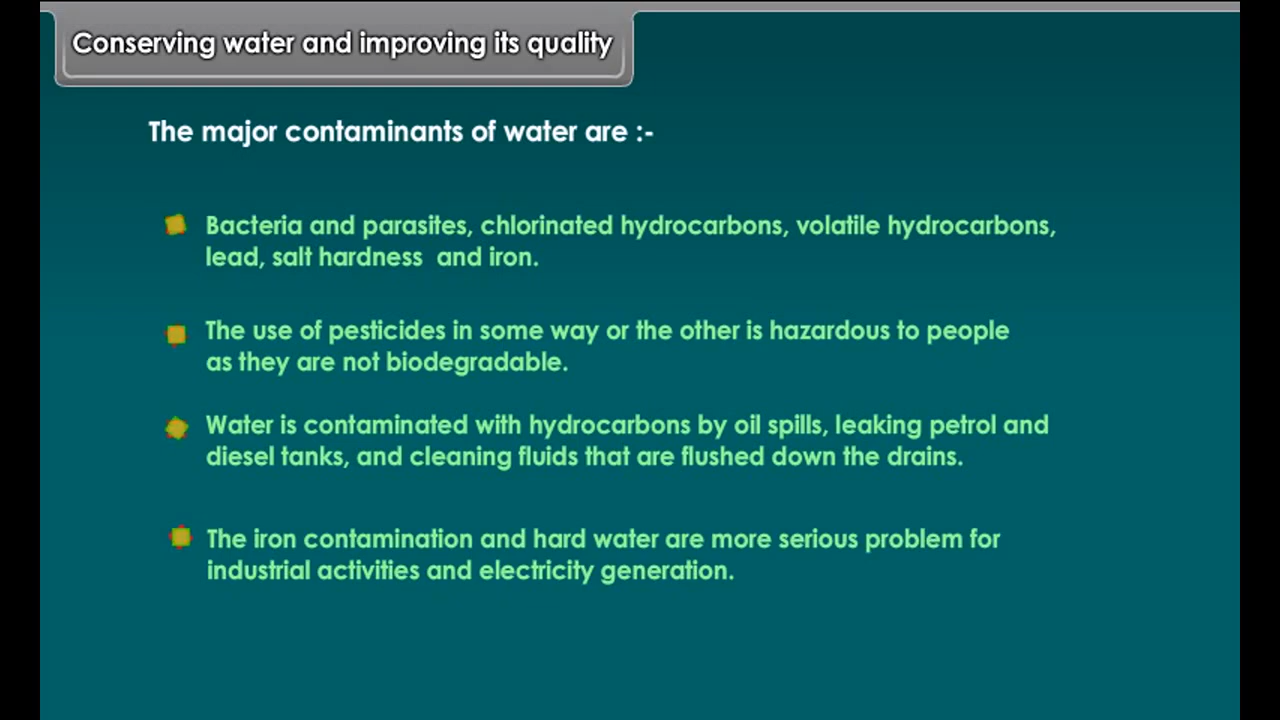 Conserving water and improving its quality
The major contaminants of water are :-
Bacteria and parasites, chlorinated hydrocarbons, volatile hydrocarbons,
lead, salt hardness and iron.
The use of pesticides in some way or the other is hazardous to people
as they are not biodegradable.
Water is contaminated with hydrocarbons by oil spills, leaking petrol and
diesel tanks, and cleaning fluids that are flushed down the drains.
The iron contamination and hard water are more serious problem for
industrial activities and electricity generation.